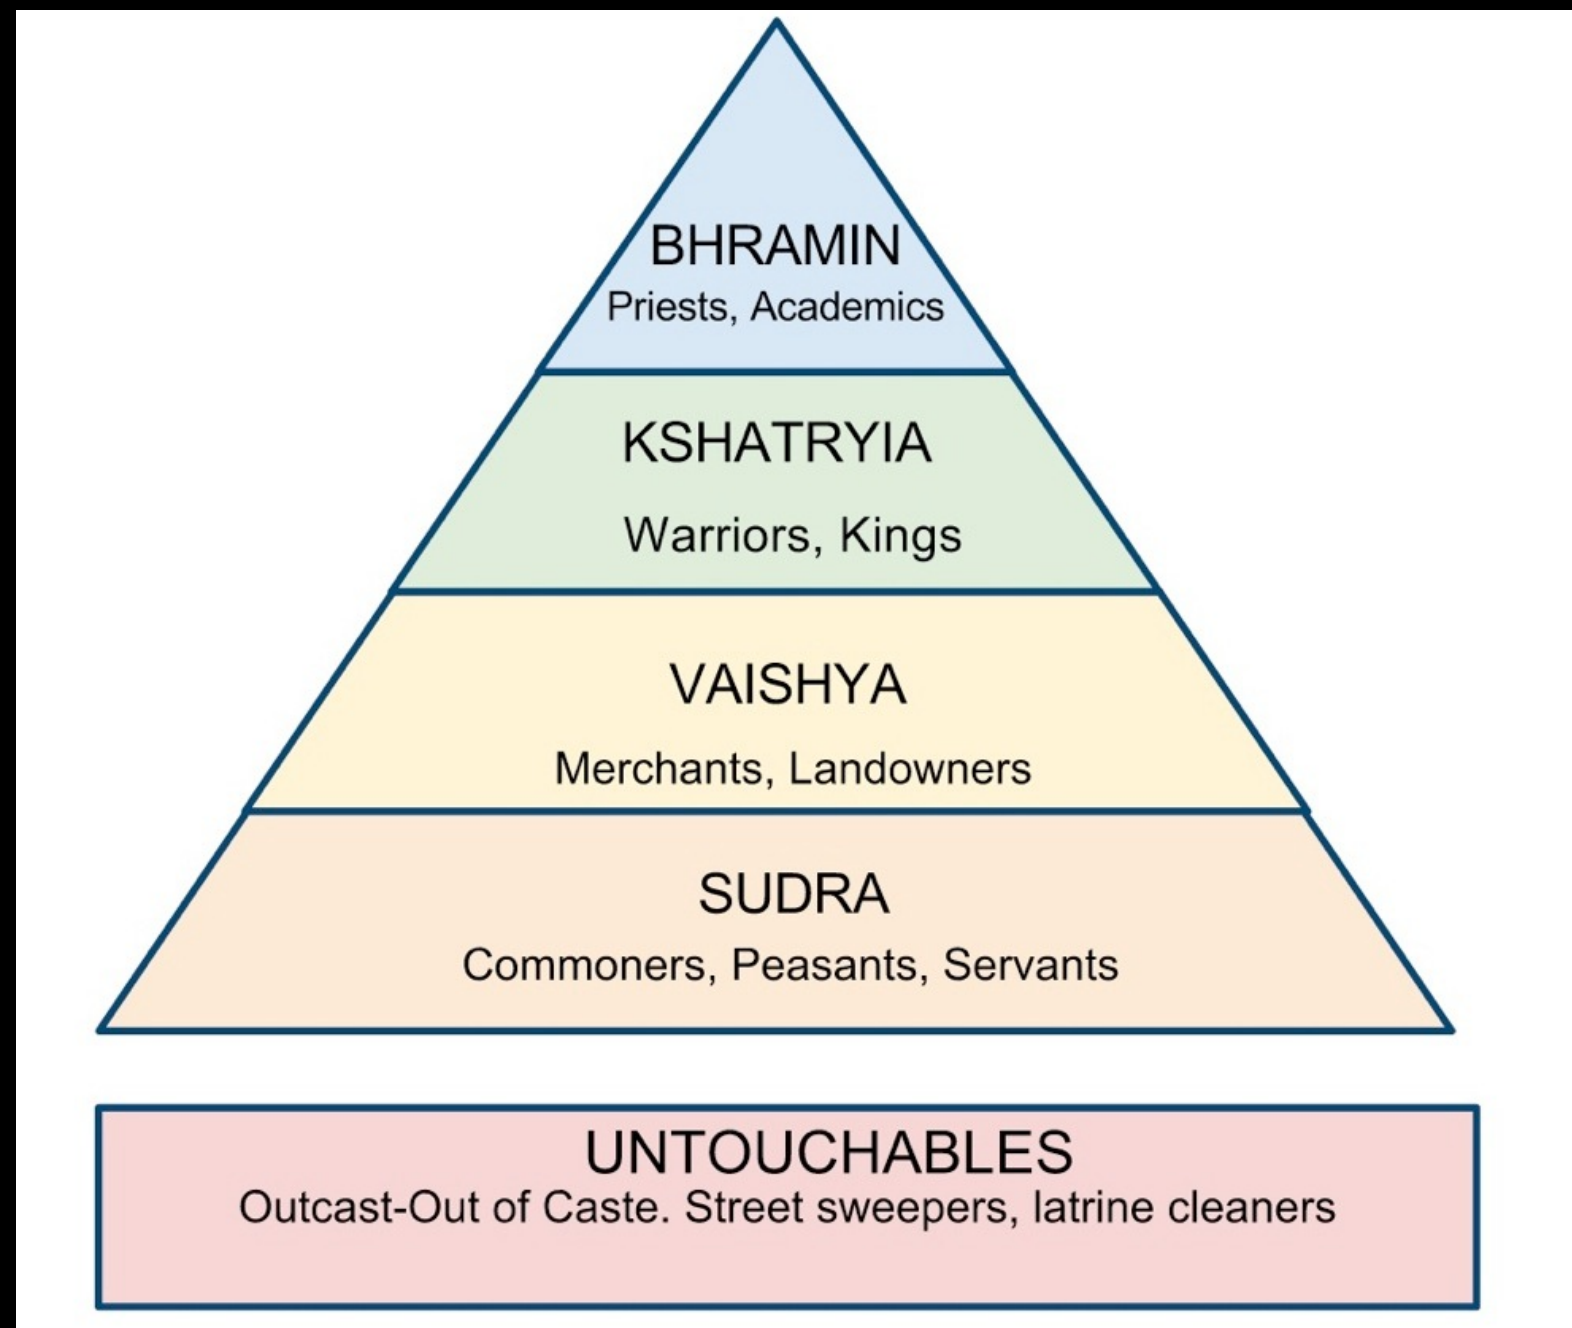 BHRAMIN
Priests, Academics
KSHATRYIA
Warriors, Kings
VAISHYA
Merchants, Landowners
SUDRA
Commoners, Peasants, Servants
UNTOUCHABLES
Outcast-Out of Caste. Street sweepers, latrine cleaners